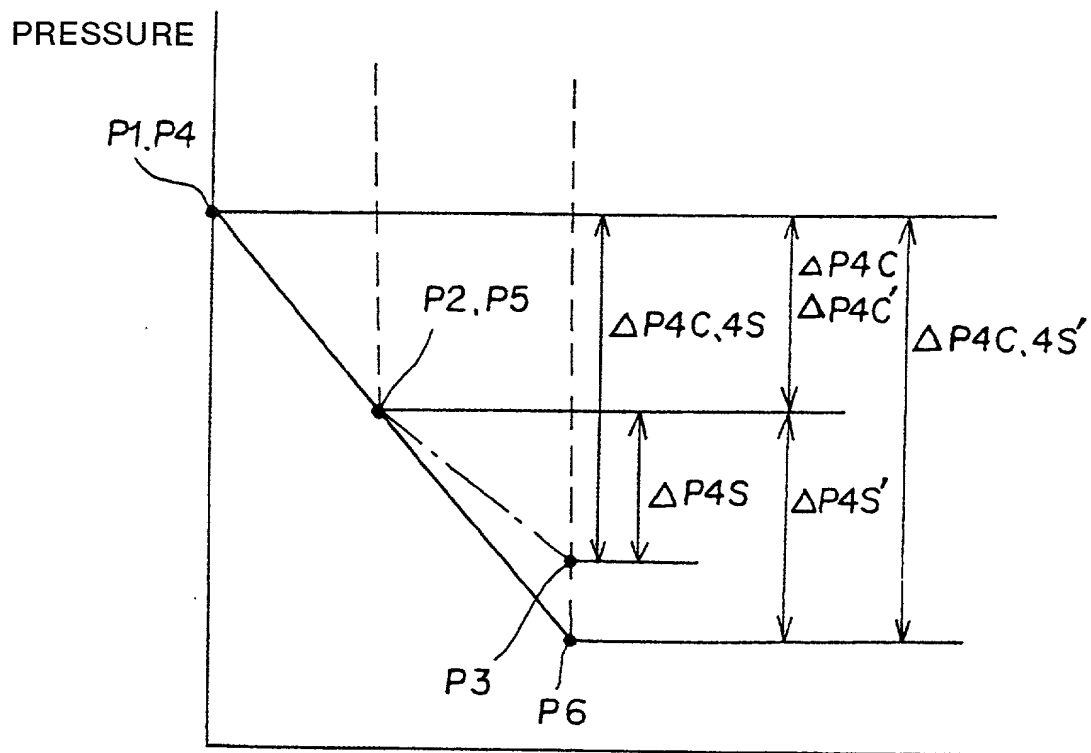 PRESSURE
P1.P4
P2.P5
ΔP4C
ΔP4C'
ΔP4C.4S
ΔP4C.4S'
ΔP4S
ΔP4S'
P3
P6